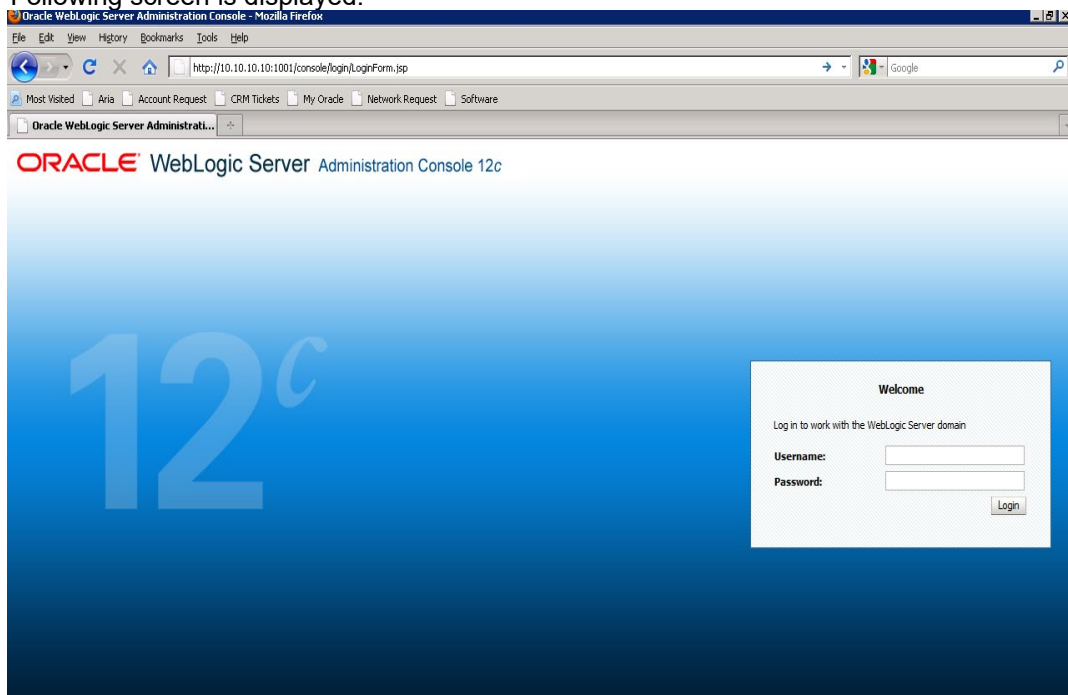 Following screen is displayed:
Oracle WebLogic Server Administration Console - Mozilla Firefox
File Edit View History Bookmarks Tools Help
http://10.10.10.10:1001/console/login/LoginForm.jsp
Google
Most Visited Aria Account Request CRM Tickets My Oracle Network Request Software
Oracle WebLogic Server Administrati...
ORACLE WebLogic Server Administration Console 12c
12c
Welcome
Log in to work with the WebLogic Server domain
Username:
Password:
Login